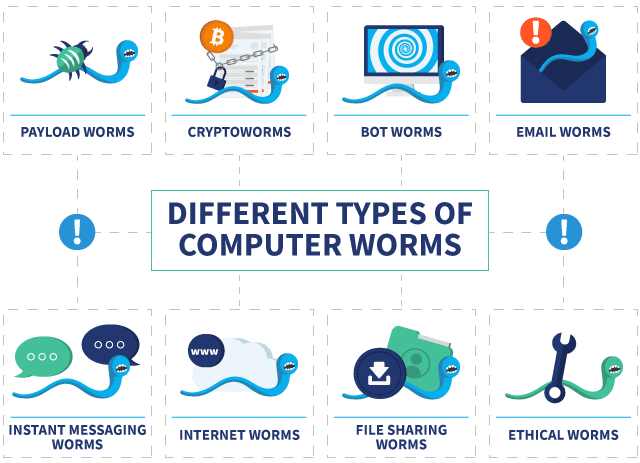 PAYLOAD WORMS
CRYPTOWORMS
BOT WORMS
EMAIL WORMS
DIFFERENT TYPES OF
COMPUTER WORMS
INSTANT MESSAGING
WORMS
www
INTERNET WORMS
FILE SHARING
WORMS
ETHICAL WORMS